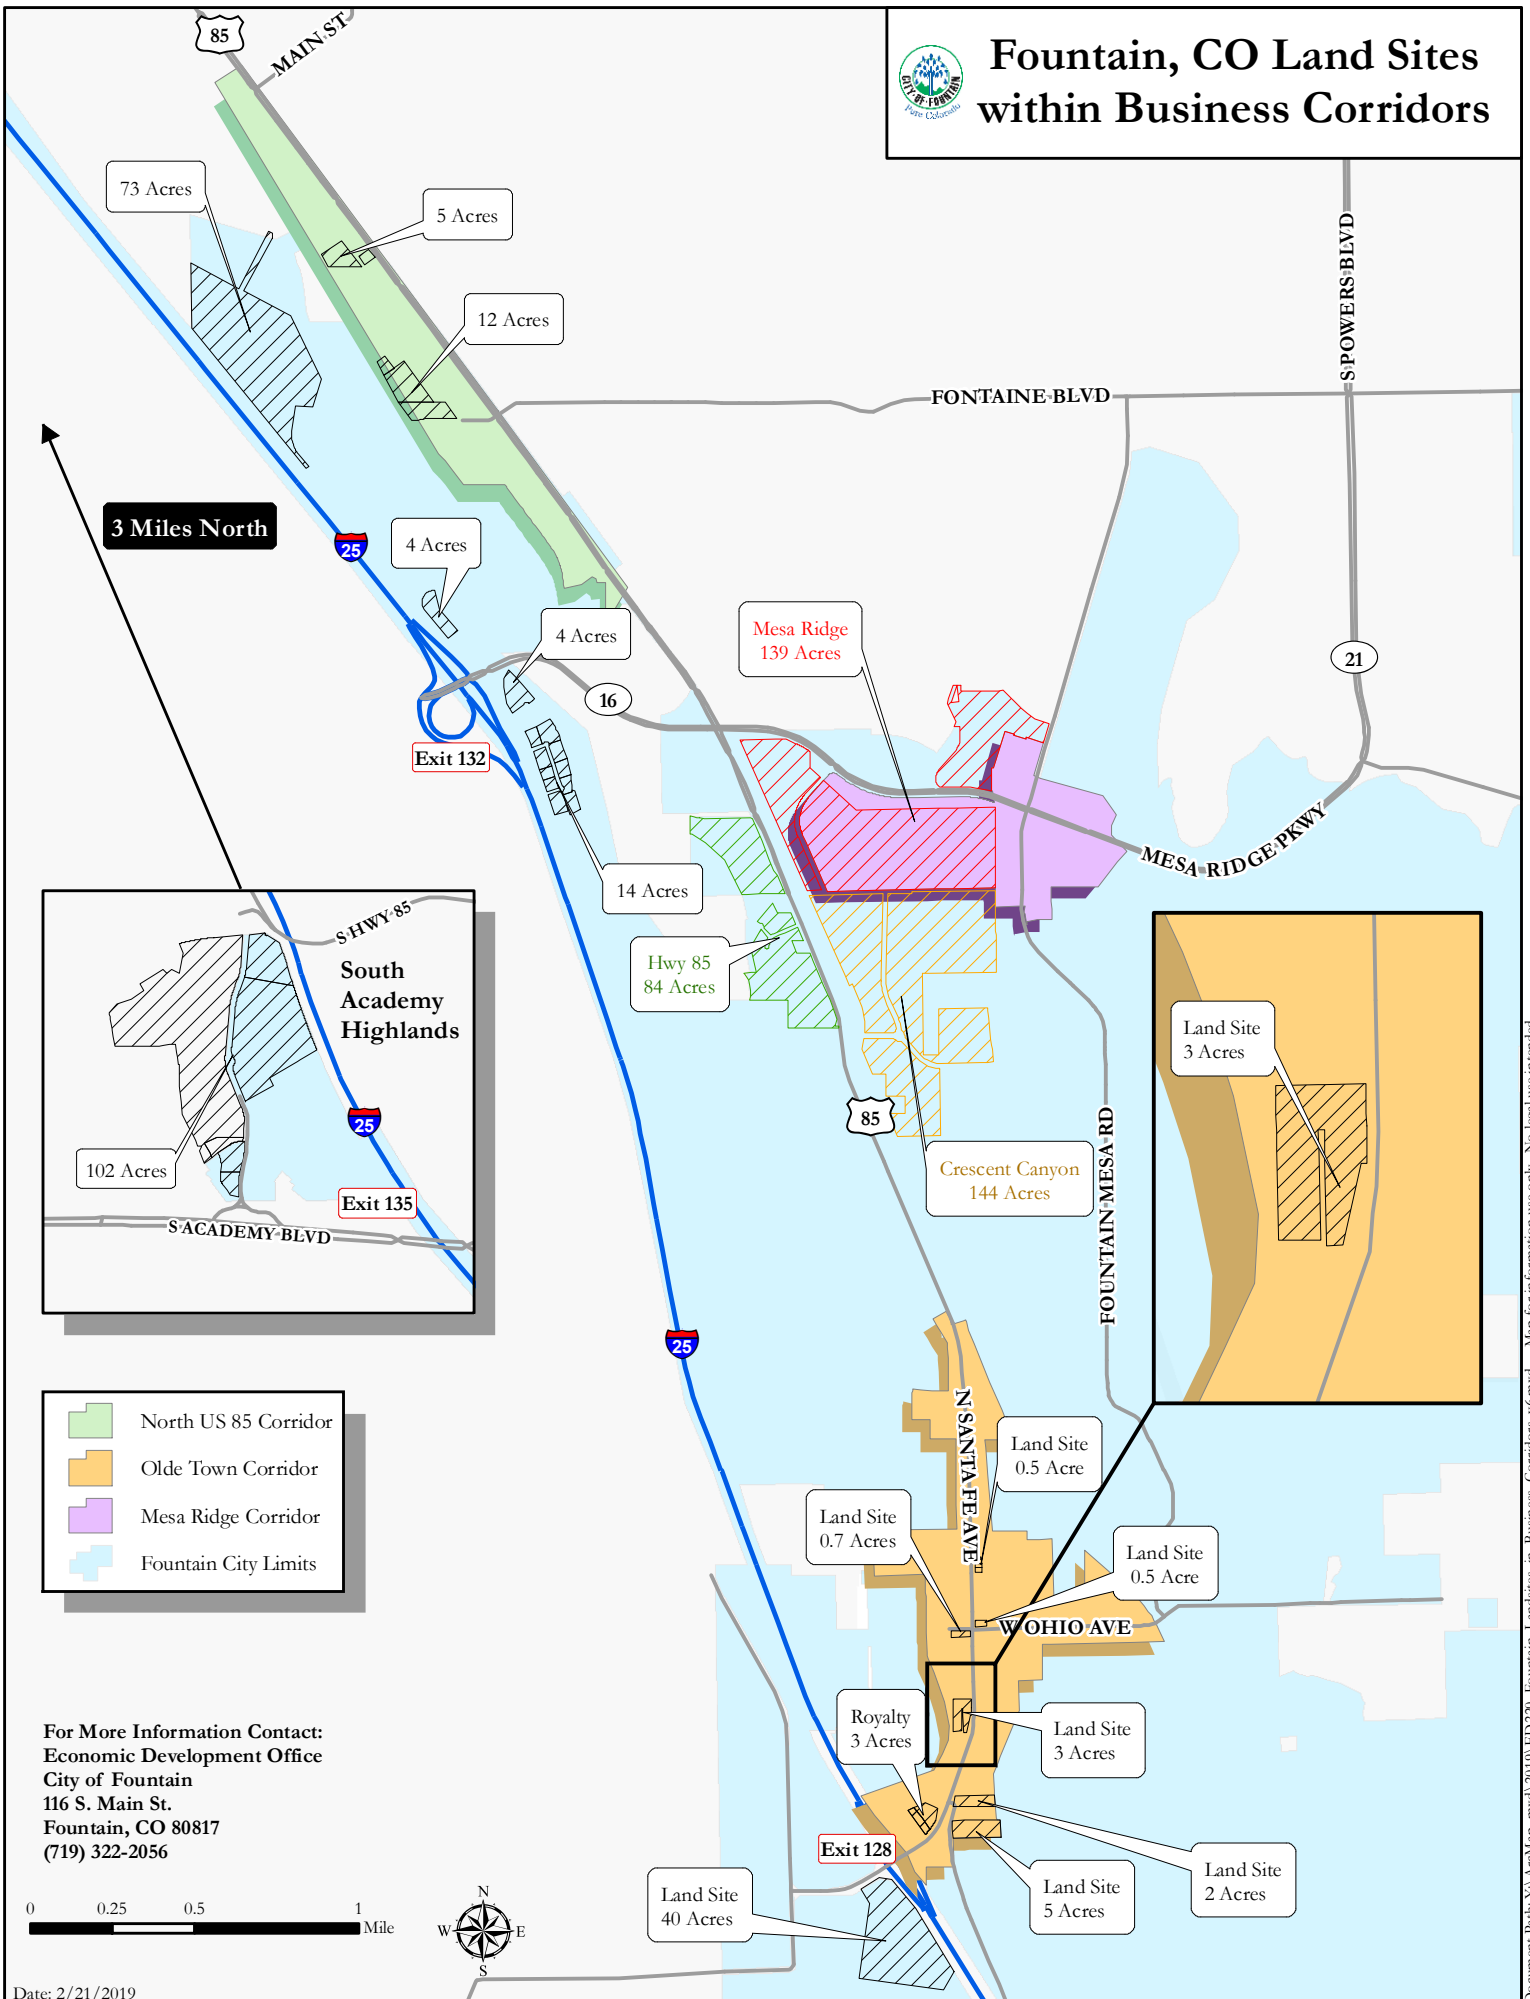 Fountain, CO Land Sites
within Business Corridors
CITY OF FOUNTAIN
Pure Colorado
85
MAIN ST
73 Acres
5 Acres
12 Acres
S POWERS BLVD
FONTAINE BLVD
3 Miles North
25
4 Acres
4 Acres
16
Mesa Ridge
139 Acres
21
Exit 132
MESA RIDGE PKWY
14 Acres
Hwy 85
84 Acres
S HWY 85
South
Academy
Highlands
25
102 Acres
Exit 135
S ACADEMY BLVD
Land Site
3 Acres
85
Crescent Canyon
144 Acres
FOUNTAIN MESA RD
25
North US 85 Corridor
Olde Town Corridor
Mesa Ridge Corridor
Fountain City Limits
N SANTA FE AVE
Land Site
0.5 Acre
Land Site
0.7 Acres
Land Site
0.5 Acre
W OHIO AVE
Royalty
3 Acres
Land Site
3 Acres
Exit 128
Land Site
2 Acres
Land Site
5 Acres
Land Site
40 Acres
For More Information Contact:
Economic Development Office
City of Fountain
116 S. Main St.
Fountain, CO 80817
(719) 322-2056
0 0.25 0.5 1
Mile
N
W E
S
Date: 2/21/2019